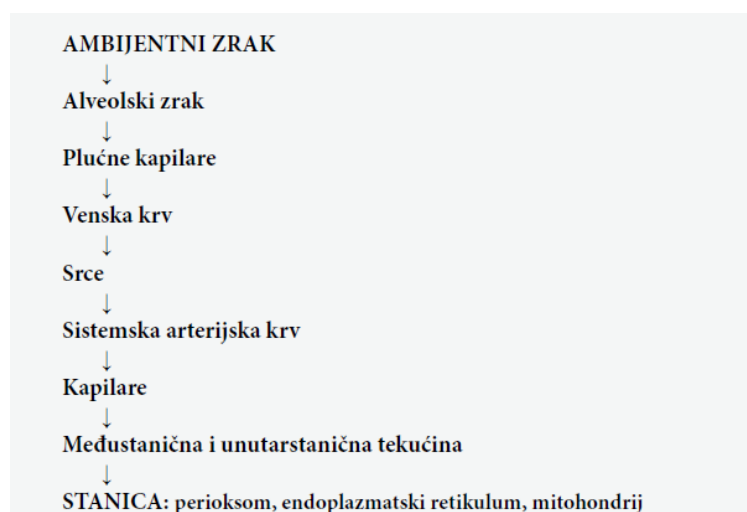 AMBIJENTNI ZRAK
↓
Alveolski zrak
↓
Plućne kapilare
↓
Venska krv
↓
Srce
↓
Sistemska arterijska krv
↓
Kapilare
↓
Međustanična i unutarstanična tekućina
↓
STANICA: perioksom, endoplazmatski retikulum, mitohondrij